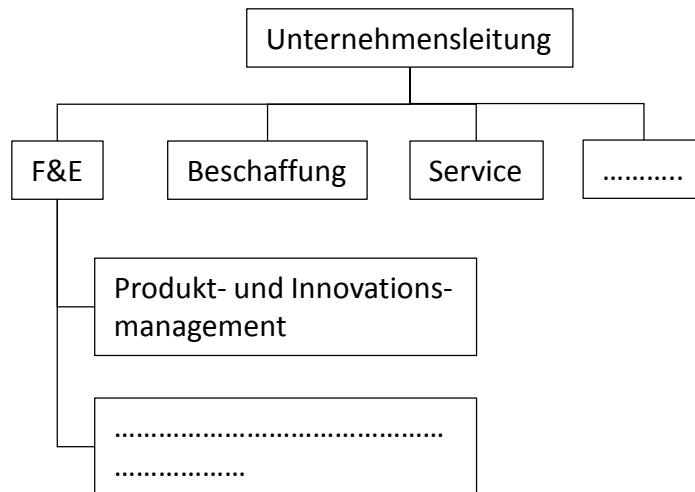 Unternehmensleitung
F&E
Beschaffung
Service
………..
Produkt- und Innovations-
management
………………………………………
………………